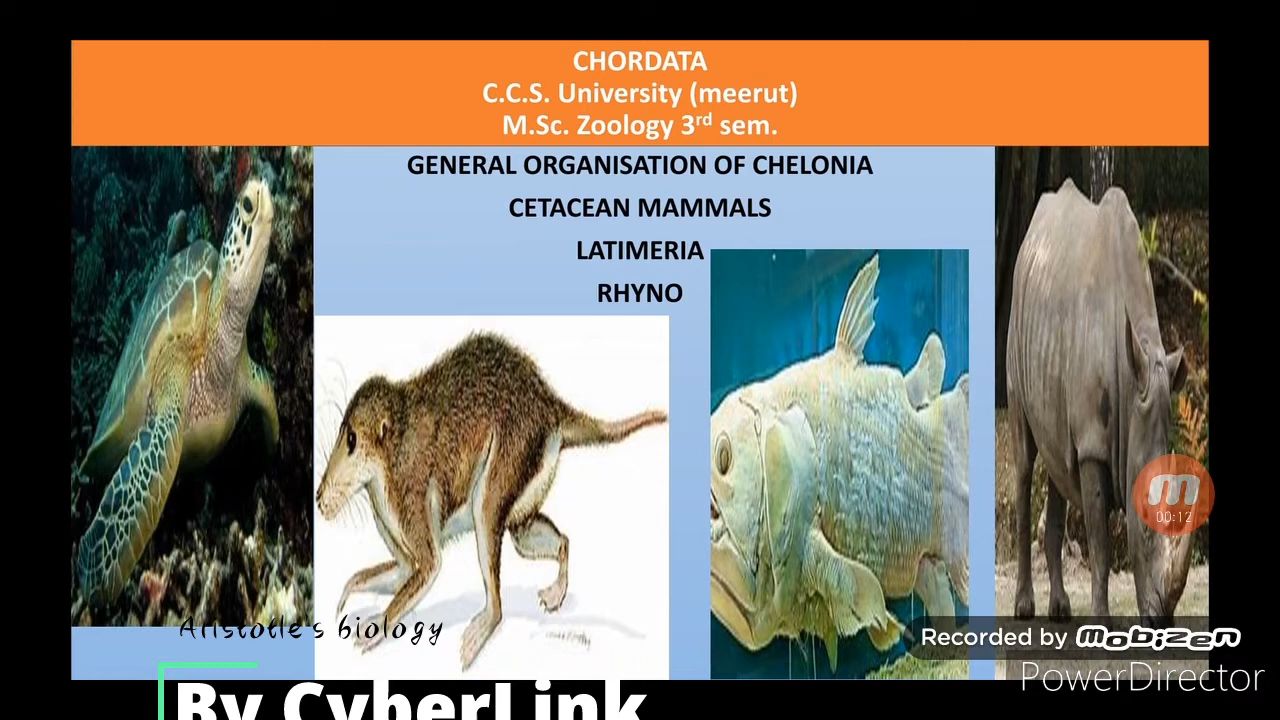 CHORDATA
C.C.S. University (meerut)
M.Sc. Zoology 3rd sem.
GENERAL ORGANISATION OF CHELONIA
CETACEAN MAMMALS
LATIMERIA
RHYNO
M
00:12
Aristotle's biology
Recorded by mobizen
PowerDirector
By CyberLink